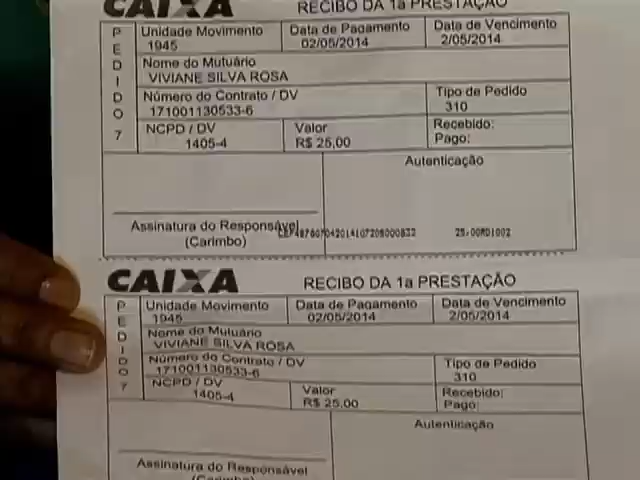 CAIXA RECIBO DA 1a PRESTAÇÃO
Unidade Movimento Data de Pagamento Data de Vencimento
1945 02/05/2014 2/05/2014
Nome do Mutuário
VIVIANE SILVA ROSA
Número do Contrato / DV Tipo de Pedido
171001130533-6 310
NCPD / DV Valor Recebido:
1405-4 R$ 25,00 Pago:
PEDIDO 7
Autenticação
Assinatura do Responsável
(Carimbo)
25,00RD1002
CAIXA RECIBO DA 1a PRESTAÇÃO
Unidade Movimento Data de Pagamento Data de Vencimento
1945 02/05/2014 2/05/2014
Nome do Mutuário
VIVIANE SILVA ROSA
Número do Contrato / DV Tipo de Pedido
171001130533-6 310
NCPD / DV Valor Recebido:
1405-4 R$ 25,00 Pago:
PEDIDO 7
Autenticação
Assinatura do Responsável
(Carimbo)